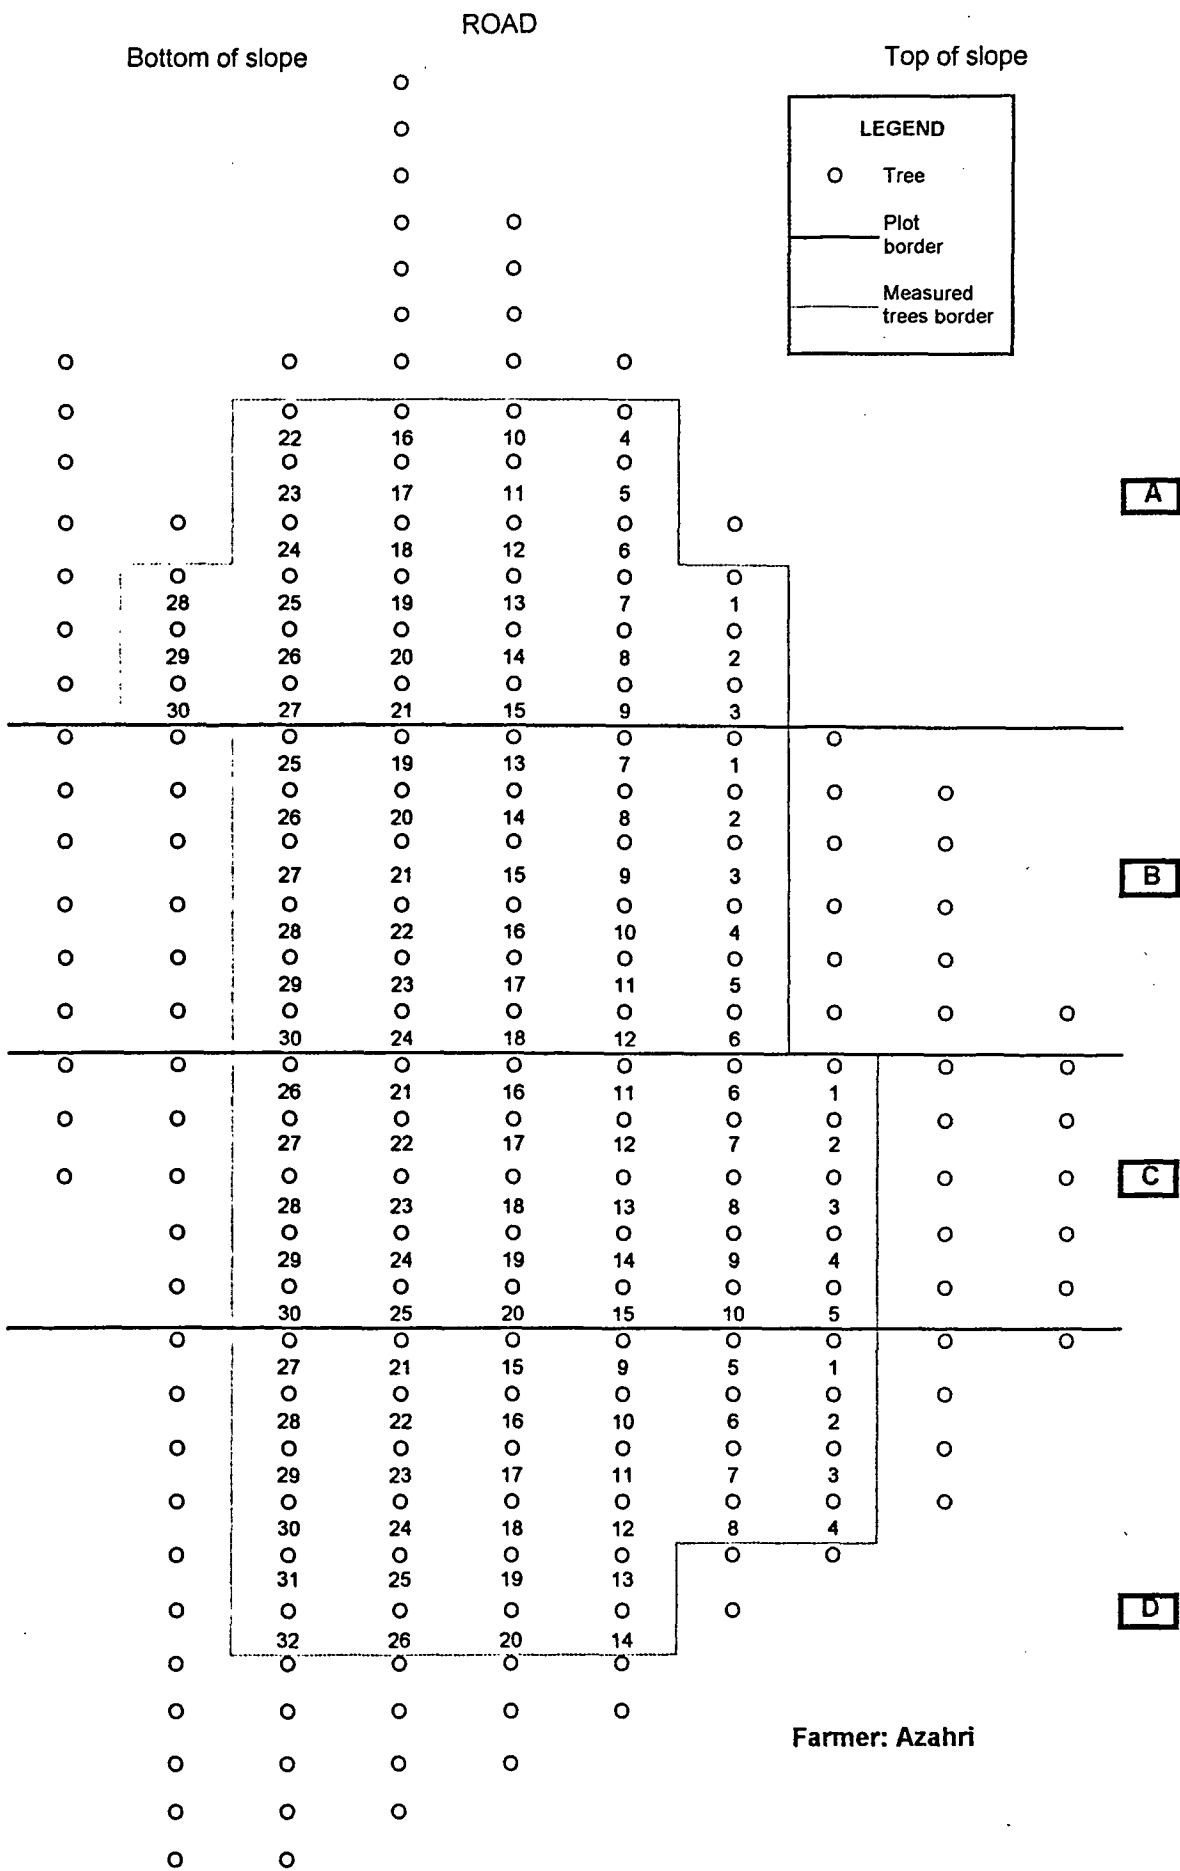 ROAD
Bottom of slope
Top of slope
LEGEND
Tree
Plot
border
Measured
trees border
22 16 10 4
23 17 11 5
A
24 18 12 6
28 25 19 13 7 1
29 26 20 14 8 2
30 27 21 15 9 3
25 19 13 7 1
26 20 14 8 2
27 21 15 9 3
B
28 22 16 10 4
29 23 17 11 5
30 24 18 12 6
26 21 16 11 6 1
27 22 17 12 7 2
C
28 23 18 13 8 3
29 24 19 14 9 4
30 25 20 15 10 5
27 21 15 9 5 1
28 22 16 10 6 2
29 23 17 11 7 3
30 24 18 12 8 4
31 25 19 13
D
32 26 20 14
Farmer: Azahri